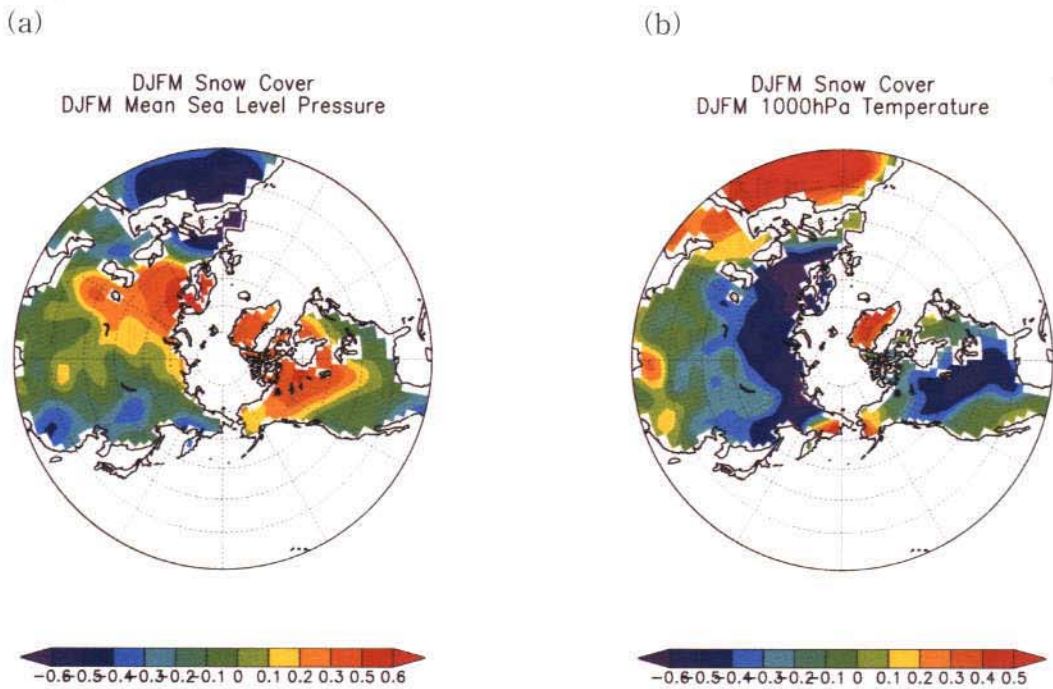 (a)
DJFM Snow Cover
DJFM Mean Sea Level Pressure
-0.6 -0.5 -0.4 -0.3 -0.2 -0.1 0 0.1 0.2 0.3 0.4 0.5 0.6
(b)
DJFM Snow Cover
DJFM 1000hPa Temperature
-0.6 -0.5 -0.4 -0.3 -0.2 -0.1 0 0.1 0.2 0.3 0.4 0.5